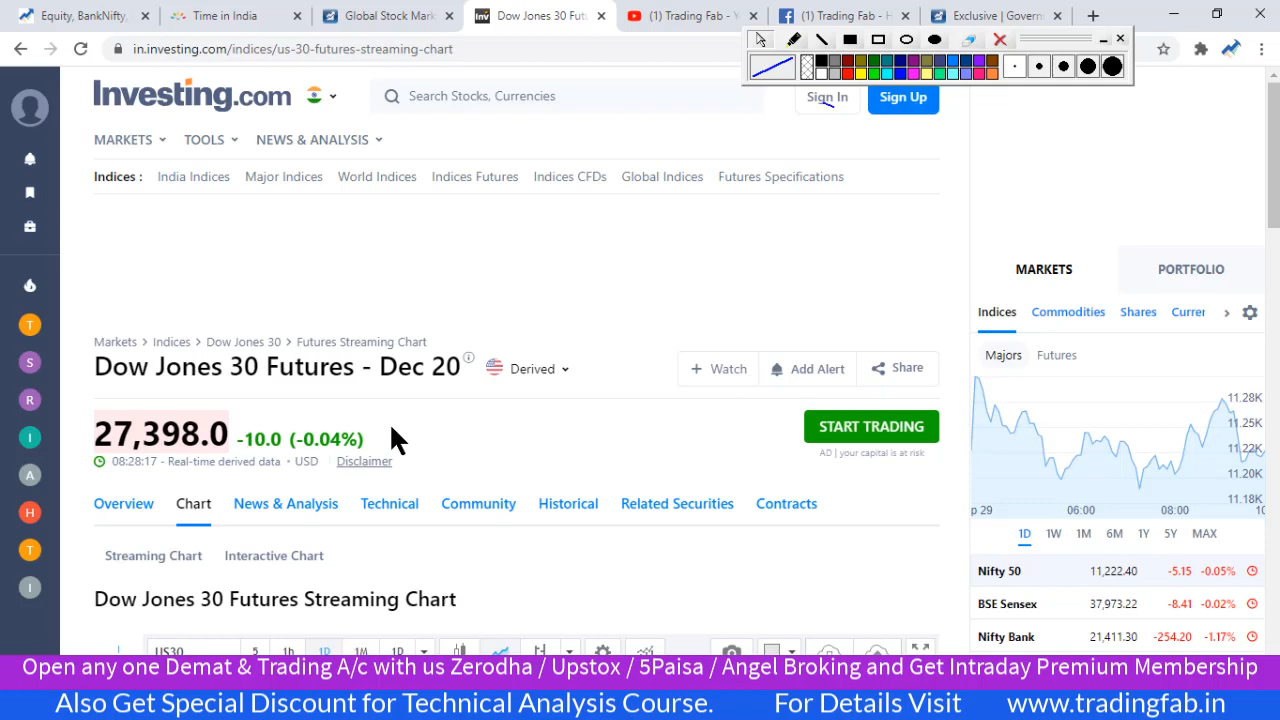 Equity, BankNifty,
Time in India
Global Stock Mark
Dow Jones 30 Fut
(1) Trading Fab - Y
(1) Trading Fab - H
Exclusive | Govern
in.investing.com/indices/us-30-futures-streaming-chart
Investing.com
Search Stocks, Currencies
Sign In
Sign Up
MARKETS
TOOLS
NEWS & ANALYSIS
Indices :
India Indices
Major Indices
World Indices
Indices Futures
Indices CFDs
Global Indices
Futures Specifications
MARKETS
PORTFOLIO
Indices
Commodities
Shares
Currer
Majors
Futures
Markets > Indices > Dow Jones 30 > Futures Streaming Chart
Dow Jones 30 Futures - Dec 20
Derived
+ Watch
Add Alert
Share
27,398.0 -10.0 (-0.04%)
START TRADING
08:28:17 - Real-time derived data • USD
Disclaimer
AD | your capital is at risk
Overview
Chart
News & Analysis
Technical
Community
Historical
Related Securities
Contracts
Streaming Chart
Interactive Chart
Dow Jones 30 Futures Streaming Chart
US30
5
1h
1D
1M
1D
11.28K
11.25K
11.23K
11.20K
11.18K
p 29
06:00
08:00
10
1D
1W
1M
6M
1Y
5Y
MAX
Nifty 50 11,222.40 -5.15 -0.05%
BSE Sensex 37,973.22 -8.41 -0.02%
Nifty Bank 21,411.30 -254.20 -1.17%
T
S
R
I
A
H
T
I
Open any one Demat & Trading A/c with us Zerodha / Upstox / 5Paisa / Angel Broking and Get Intraday Premium Membership
Also Get Special Discount for Technical Analysis Course. For Details Visit www.tradingfab.in